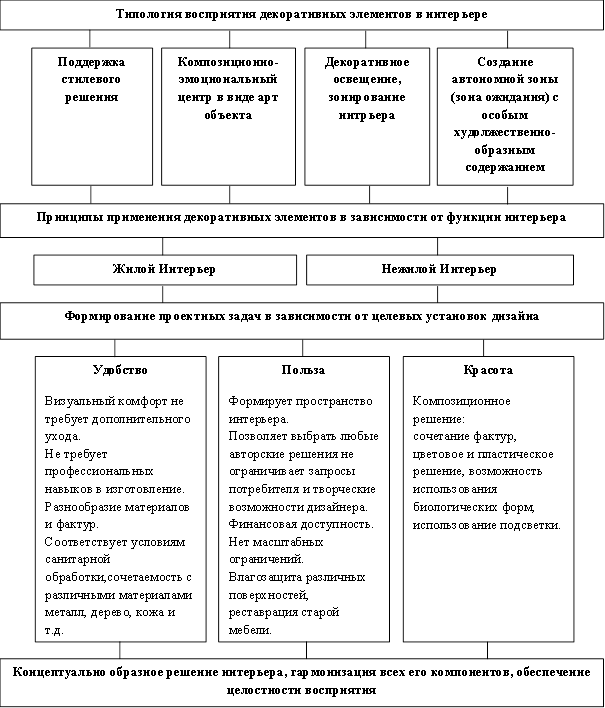 Типология восприятия декоративных элементов в интерьере
Поддержка
стилевого
решения
Композиционно-
эмоциональный
центр в виде арт
объекта
Декоративное
освещение,
зонирование
интрьера
Создание
автономной зоны
(зона ожидания) с
особым
худолжественно-
образным
содержанием
Принципы применения декоративных элементов в зависимости от функции интерьера
Жилой Интерьер
Нежилой Интерьер
Формирование проектных задач в зависимости от целевых установок дизайна
Удобство
Визуальный комфорт не
требует дополнительного
ухода.
Не требует
профессиональных
навыков в изготовление.
Разнообразие материалов
и фактур.
Соответствует условиям
санитарной
обработки,сочетаемость с
различными материалами
металл, дерево, кожа и
т.д.
Польза
Формирует пространство
интерьера.
Позволяет выбрать любые
авторские решения не
ограничивает запросы
потребителя и творческие
возможности дизайнера.
Финансовая доступность.
Нет масштабных
ограничений.
Влагозащита различных
поверхностей,
реставрация старой
мебели.
Красота
Композиционное
решение:
сочетание фактур,
цветовое и пластическое
решение, возможность
использования
биологических форм,
использование подсветки.
Концептуально образное решение интерьера, гармонизация всех его компонентов, обеспечение
целостности восприятия